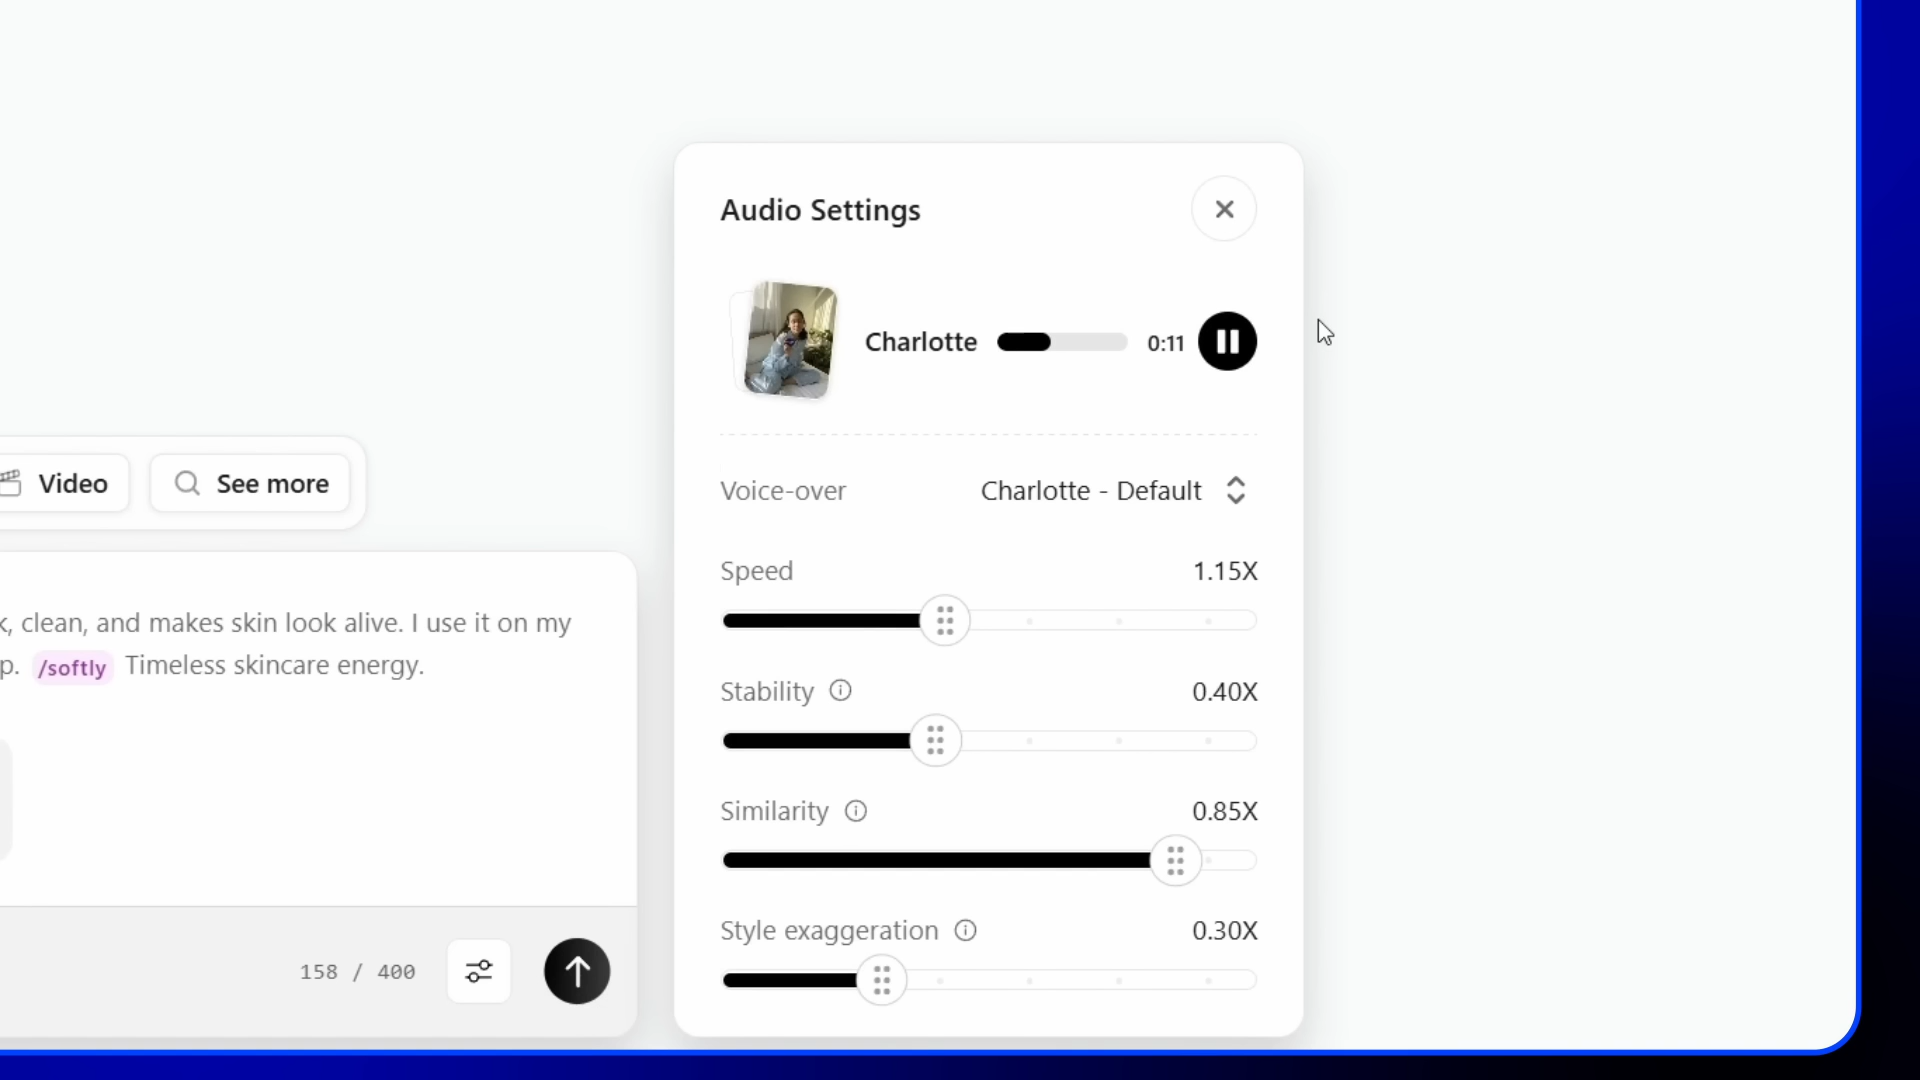 Audio Settings
Charlotte 0:11
Video
See more
Voice-over Charlotte - Default
Speed 1.15X
Stability 0.40X
Similarity 0.85X
Style exaggeration 0.30X
, clean, and makes skin look alive. I use it on my
p. /softly Timeless skincare energy.
158 / 400